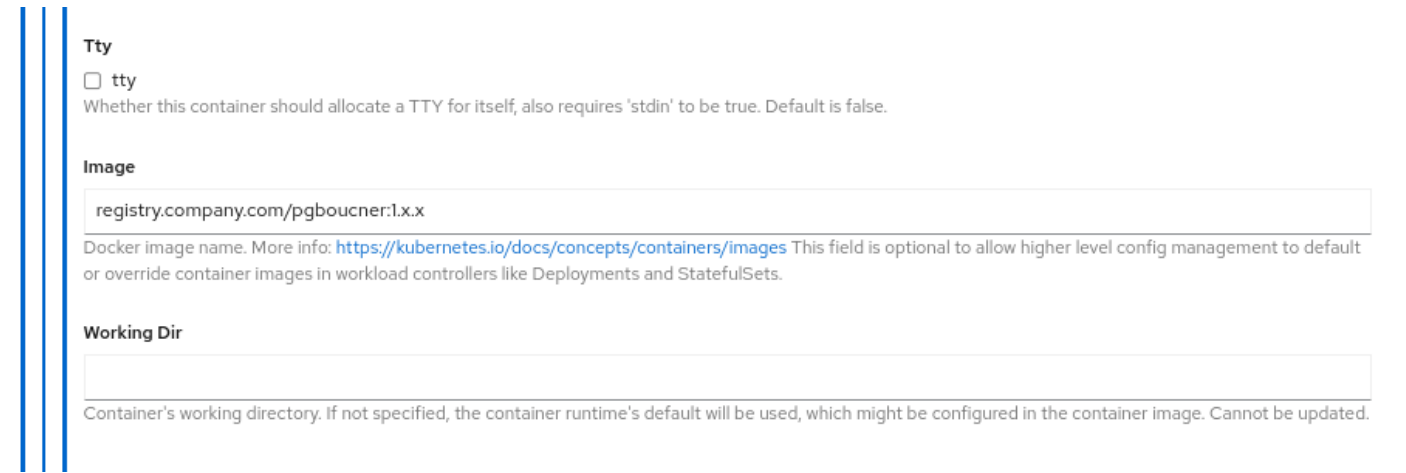 Tty
tty
Whether this container should allocate a TTY for itself, also requires 'stdin' to be true. Default is false.
Image
registry.company.com/pgboucner:1.x.x
Docker image name. More info: https://kubernetes.io/docs/concepts/containers/images This field is optional to allow higher level config management to default
or override container images in workload controllers like Deployments and StatefulSets.
Working Dir
Container's working directory. If not specified, the container runtime's default will be used, which might be configured in the container image. Cannot be updated.